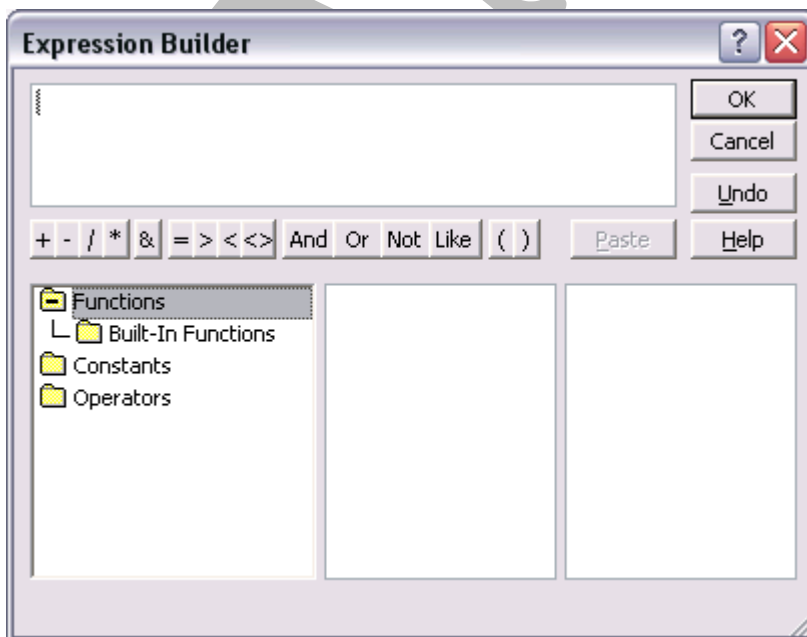 Expression Builder
OK
Cancel
Undo
+ - / * & = > < <> And Or Not Like ( ) Paste Help
Functions
Built-In Functions
Constants
Operators